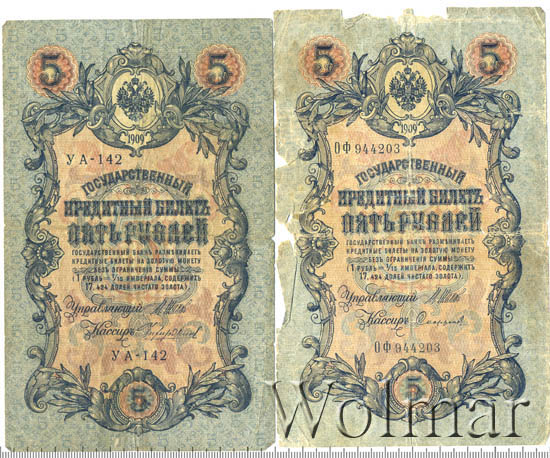 5 5
1909
УА-142
ГОСУДАРСТВЕННЫЙ
КРЕДИТНЫЙ БИЛЕТЪ
ПЯТЬ РУБЛЕЙ
ГОСУДАРСТВЕННЫЙ БАНКЪ РАЗМѢНИВАЕТЪ
КРЕДИТНЫЕ БИЛЕТЫ НА ЗОЛОТУЮ МОНЕТУ
БЕЗЪ ОГРАНИЧЕНІЯ СУММЫ
(1 РУБЛЬ = 1/15 ИМПЕРІАЛА, СОДЕРЖИТЪ
17,424 ДОЛЕЙ ЧИСТАГО ЗОЛОТА).
Управляющій
Кассиръ
УА-142
5
5 5
1909
ОФ 944203
ГОСУДАРСТВЕННЫЙ
КРЕДИТНЫЙ БИЛЕТЪ
ПЯТЬ РУБЛЕЙ
ГОСУДАРСТВЕННЫЙ БАНКЪ РАЗМѢНИВАЕТЪ
КРЕДИТНЫЕ БИЛЕТЫ НА ЗОЛОТУЮ МОНЕТУ
БЕЗЪ ОГРАНИЧЕНІЯ СУММЫ
(1 РУБЛЬ = 1/15 ИМПЕРІАЛА, СОДЕРЖИТЪ
17,424 ДОЛЕЙ ЧИСТАГО ЗОЛОТА).
Управляющій
Кассиръ
ОФ 944203
5
Wolmar